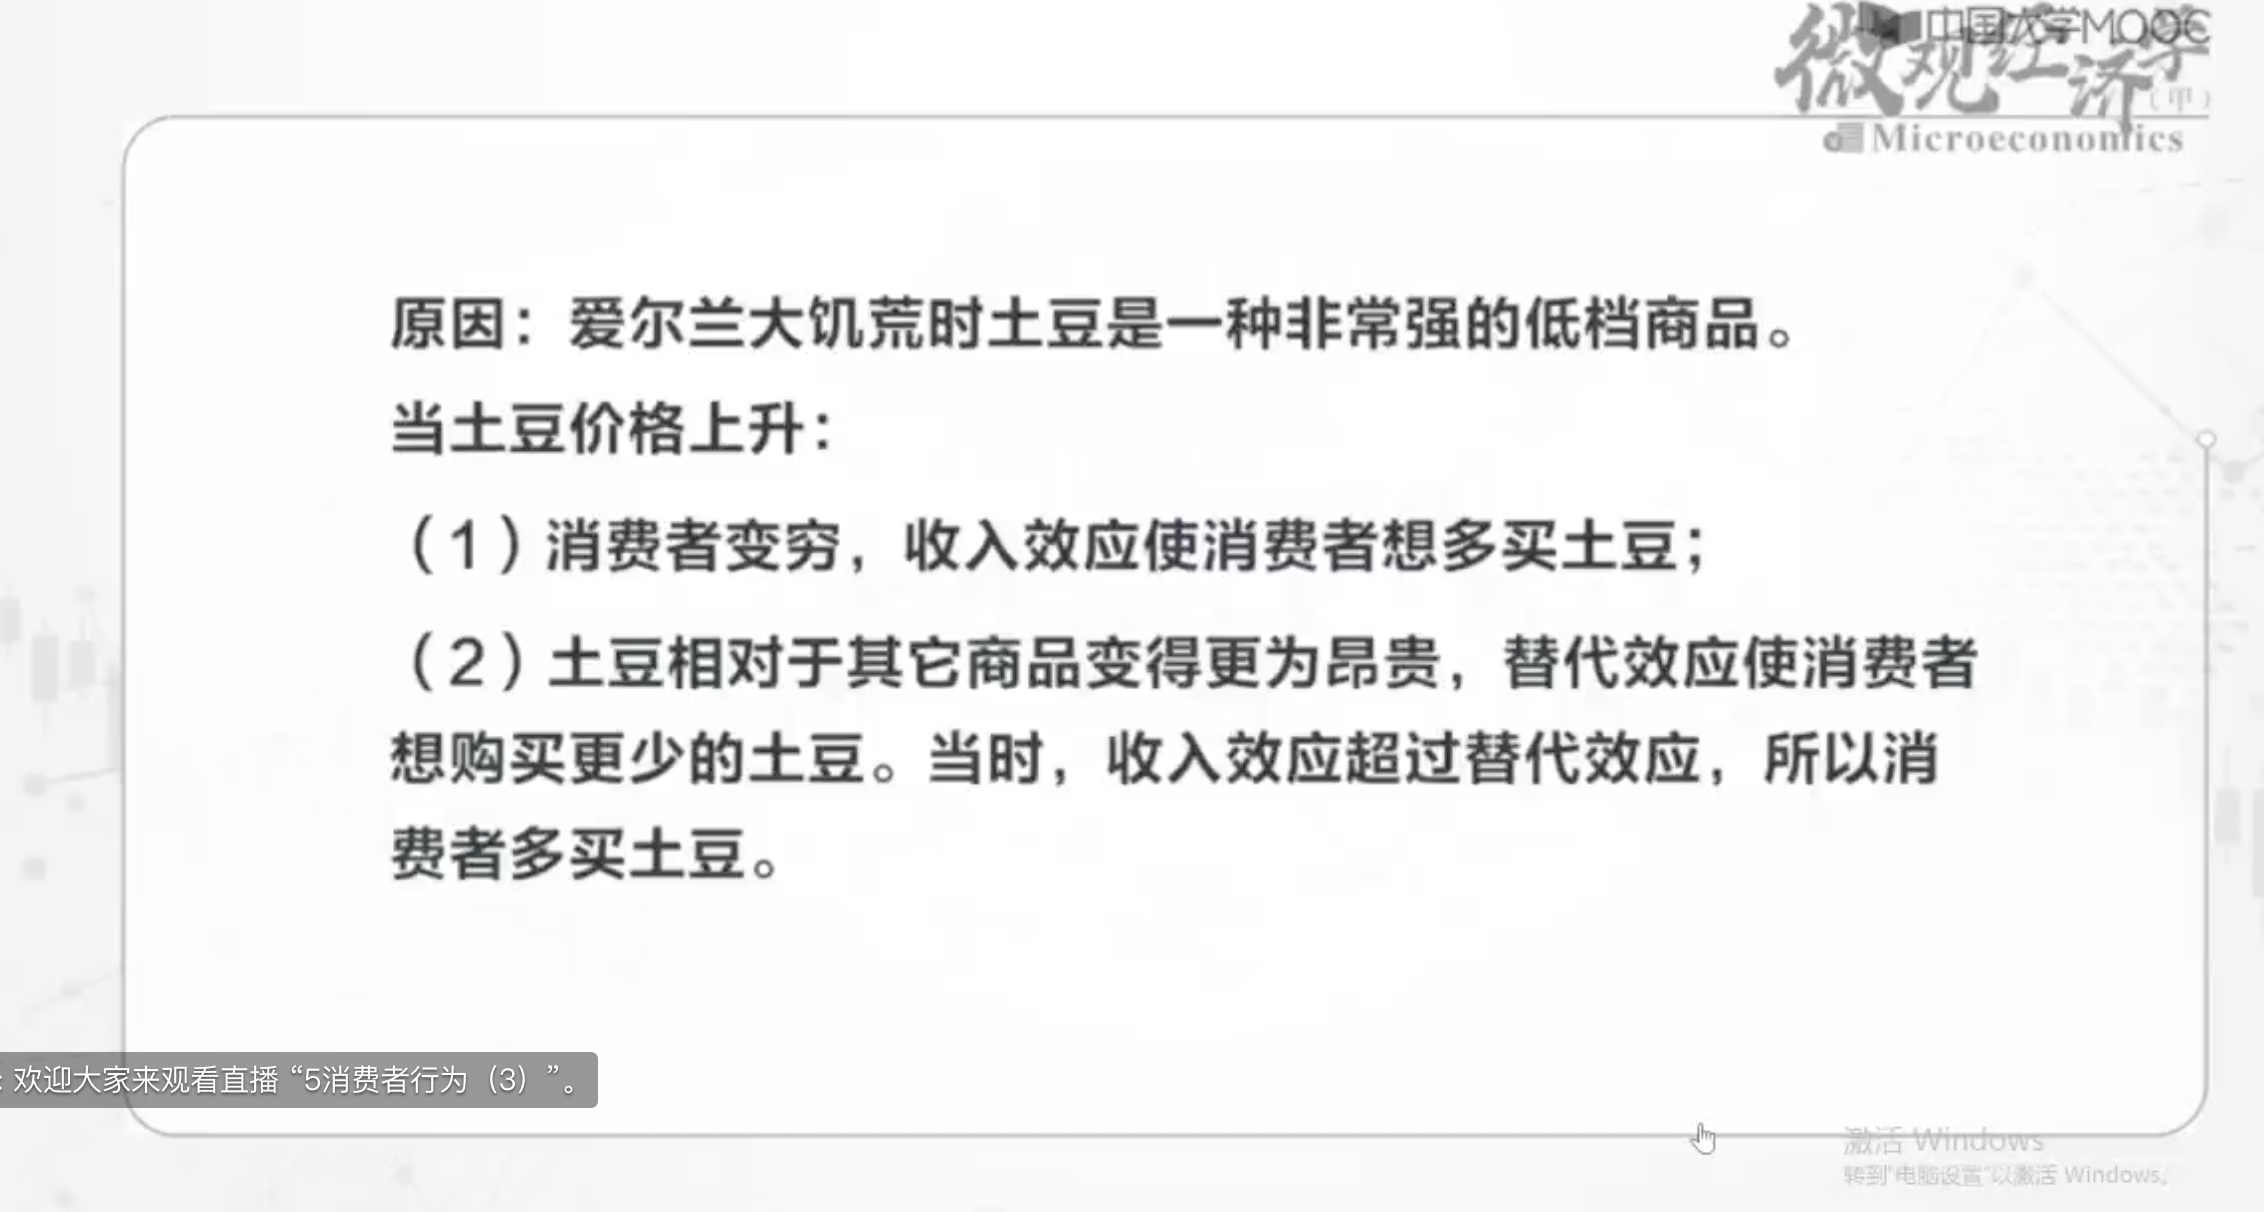 中国大学MOOC
微观经济学
(甲)
Microeconomics
原因：爱尔兰大饥荒时土豆是一种非常强的低档商品。
当土豆价格上升：
（1）消费者变穷，收入效应使消费者想多买土豆；
（2）土豆相对于其它商品变得更为昂贵，替代效应使消费者
想购买更少的土豆。当时，收入效应超过替代效应，所以消
费者多买土豆。
：欢迎大家来观看直播“5消费者行为（3）”。
激活 Windows
转到“电脑设置”以激活 Windows。